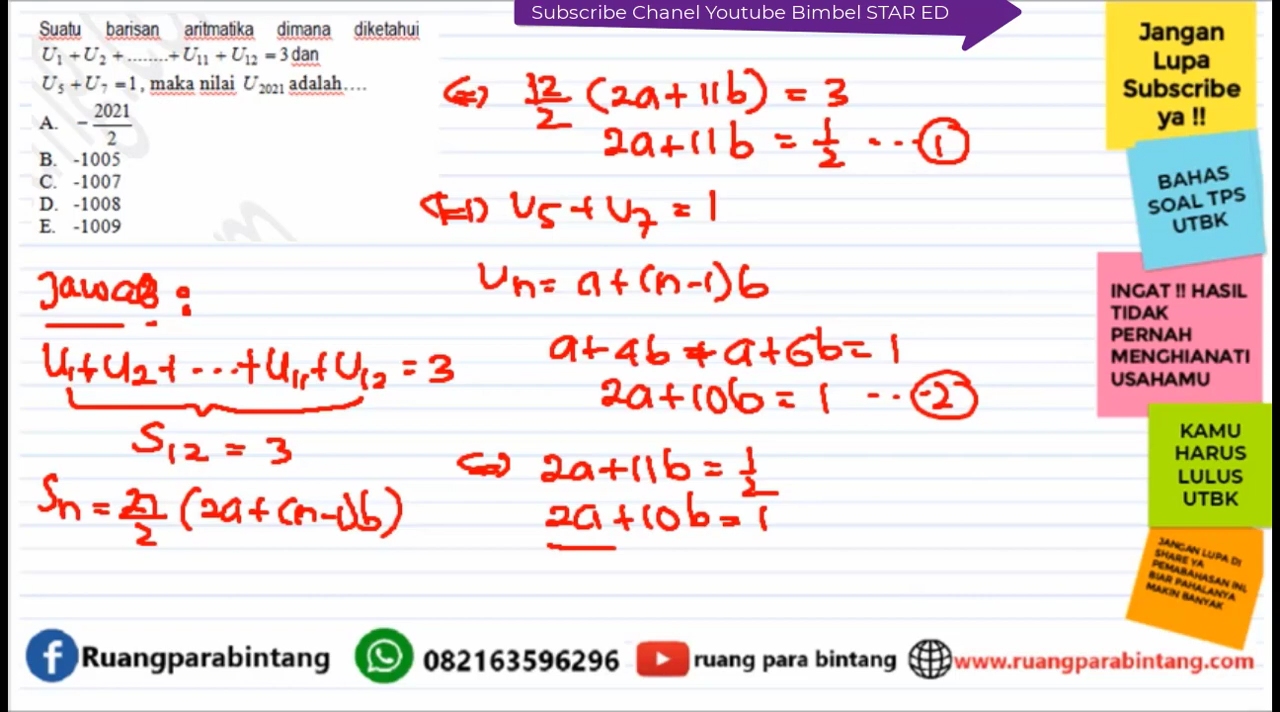 Subscribe Chanel Youtube Bimbel STAR ED
Suatu barisan aritmatika dimana diketahui
U₁ + U₂ + ........ + U₁₁ + U₁₂ = 3 dan
U₅ + U₇ = 1, maka nilai U₂₀₂₁ adalah....
A. -2021/2
B. -1005
C. -1007
D. -1008
E. -1009
Jawab :
U₁+U₂+...+U₁₁+U₁₂ = 3
S₁₂ = 3
Sn = n/2 (2a+(n-1)b)
⇔ 12/2 (2a+11b) = 3
2a+11b = 1/2 ...①
⇔ U₅ + U₇ = 1
Un = a+(n-1)b
a+4b + a+6b = 1
2a+10b = 1 ...②
⇔ 2a+11b = 1/2
2a+10b = 1
Jangan
Lupa
Subscribe
ya !!
BAHAS
SOAL TPS
UTBK
INGAT !! HASIL
TIDAK
PERNAH
MENGHIANATI
USAHAMU
KAMU
HARUS
LULUS
UTBK
JANGAN LUPA DI
SHARE YA
PEMABAHASAN INI,
BIAR PAHALANYA
MAKIN BANYAK
Ruangparabintang
082163596296
ruang para bintang
www.ruangparabintang.com